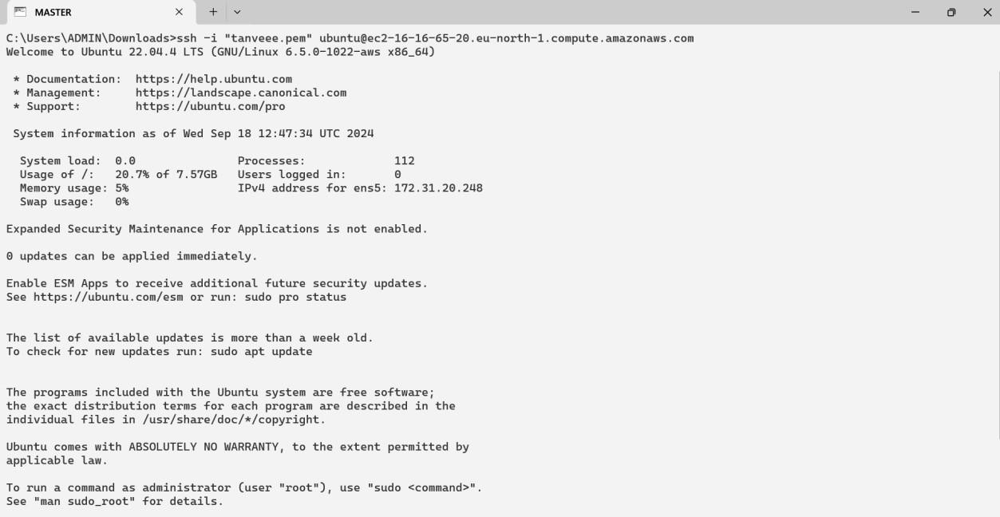 MASTER
C:\Users\ADMIN\Downloads>ssh -i "tanveee.pem" ubuntu@ec2-16-16-65-20.eu-north-1.compute.amazonaws.com
Welcome to Ubuntu 22.04.4 LTS (GNU/Linux 6.5.0-1022-aws x86_64)
* Documentation:  https://help.ubuntu.com
* Management:     https://landscape.canonical.com
* Support:        https://ubuntu.com/pro
System information as of Wed Sep 18 12:47:34 UTC 2024
System load:  0.0               Processes:             112
Usage of /:   20.7% of 7.57GB   Users logged in:       0
Memory usage: 5%                IPv4 address for ens5: 172.31.20.248
Swap usage:   0%
Expanded Security Maintenance for Applications is not enabled.
0 updates can be applied immediately.
Enable ESM Apps to receive additional future security updates.
See https://ubuntu.com/esm or run: sudo pro status
The list of available updates is more than a week old.
To check for new updates run: sudo apt update
The programs included with the Ubuntu system are free software;
the exact distribution terms for each program are described in the
individual files in /usr/share/doc/*/copyright.
Ubuntu comes with ABSOLUTELY NO WARRANTY, to the extent permitted by
applicable law.
To run a command as administrator (user "root"), use "sudo <command>".
See "man sudo_root" for details.